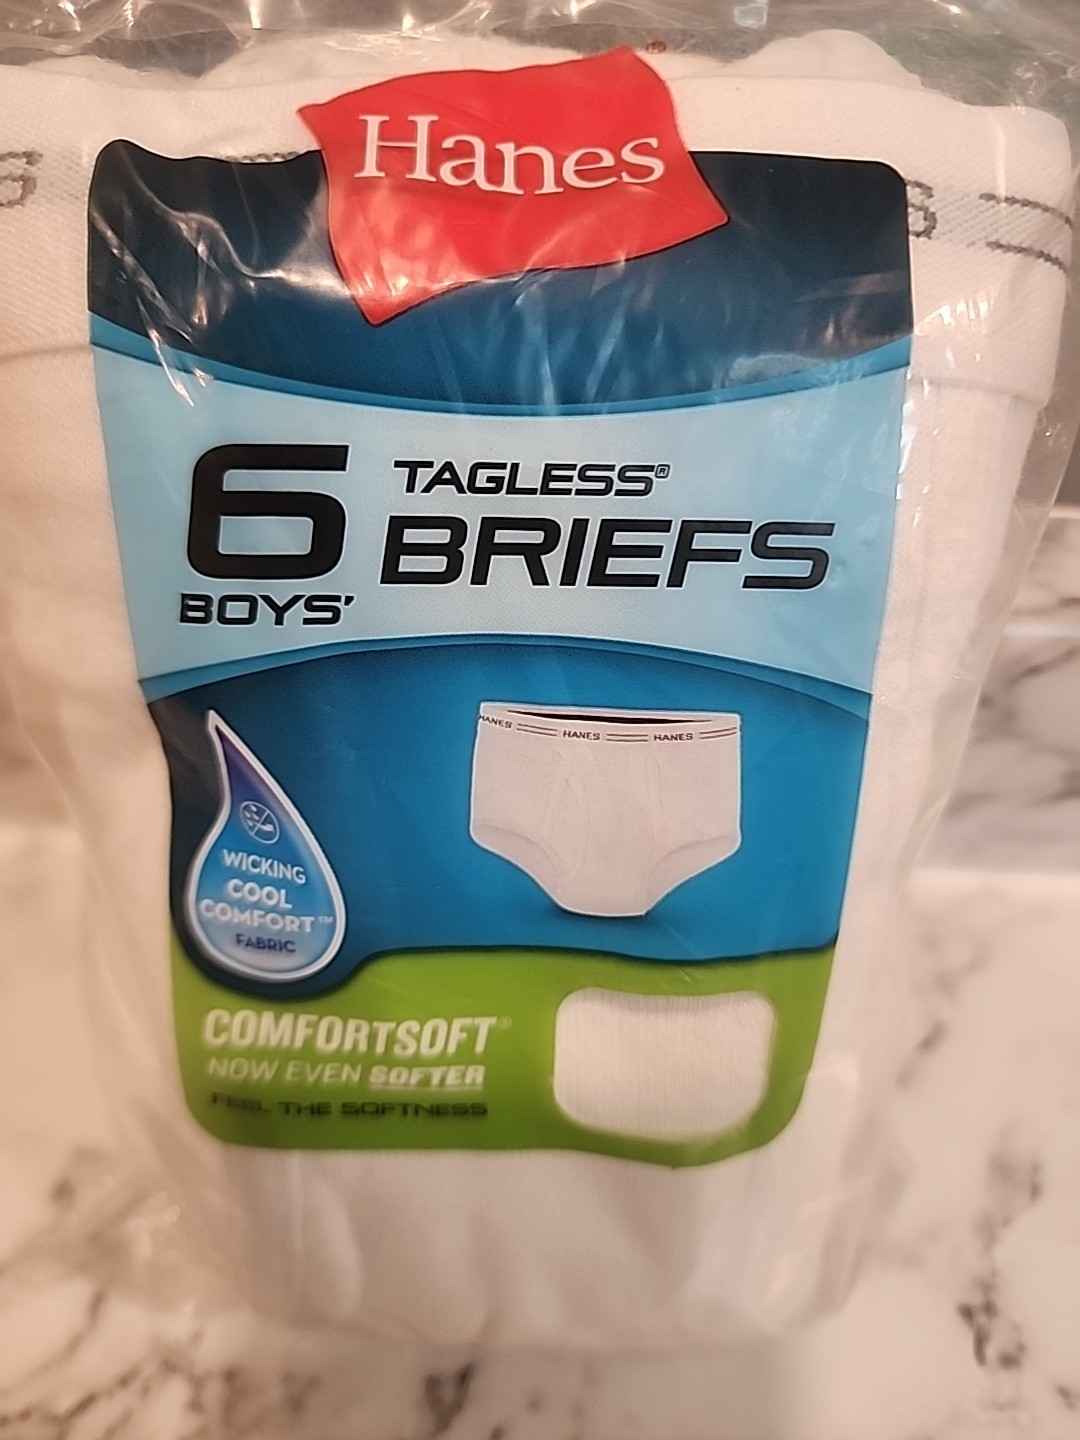 Hanes
6
BOYS'
TAGLESS®
BRIEFS
HANES HANES HANES
WICKING
COOL
COMFORT™
FABRIC
COMFORTSOFT®
NOW EVEN SOFTER
FEEL THE SOFTNESS